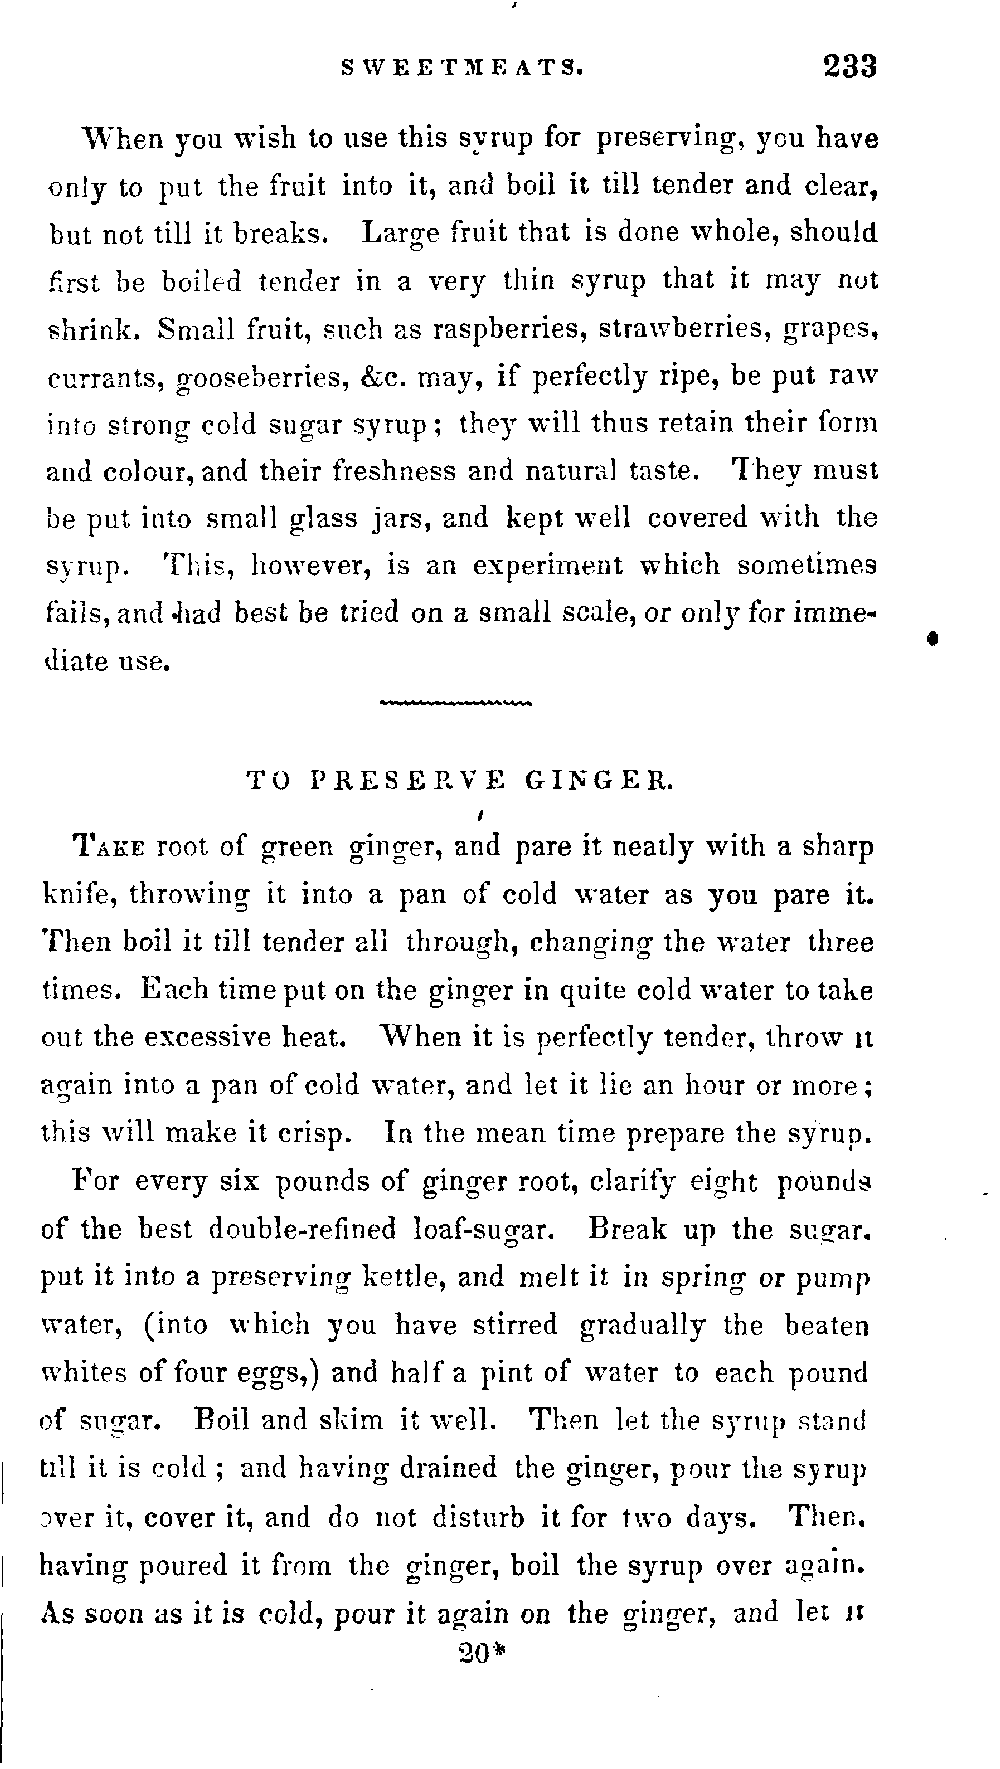 SWEETMEATS. 233
When you wish to use this syrup for preserving, you have
only to put the fruit into it, and boil it till tender and clear,
but not till it breaks. Large fruit that is done whole, should
first be boiled tender in a very thin syrup that it may not
shrink. Small fruit, such as raspberries, strawberries, grapes,
currants, gooseberries, &c. may, if perfectly ripe, be put raw
into strong cold sugar syrup; they will thus retain their form
and colour, and their freshness and natural taste. They must
be put into small glass jars, and kept well covered with the
syrup. This, however, is an experiment which sometimes
fails, and had best be tried on a small scale, or only for imme-
diate use.
TO PRESERVE GINGER.
TAKE root of green ginger, and pare it neatly with a sharp
knife, throwing it into a pan of cold water as you pare it.
Then boil it till tender all through, changing the water three
times. Each time put on the ginger in quite cold water to take
out the excessive heat. When it is perfectly tender, throw it
again into a pan of cold water, and let it lie an hour or more;
this will make it crisp. In the mean time prepare the syrup.
For every six pounds of ginger root, clarify eight pounds
of the best double-refined loaf-sugar. Break up the sugar.
put it into a preserving kettle, and melt it in spring or pump
water, (into which you have stirred gradually the beaten
whites of four eggs,) and half a pint of water to each pound
of sugar. Boil and skim it well. Then let the syrup stand
till it is cold; and having drained the ginger, pour the syrup
over it, cover it, and do not disturb it for two days. Then.
having poured it from the ginger, boil the syrup over again.
As soon as it is cold, pour it again on the ginger, and let it
20*